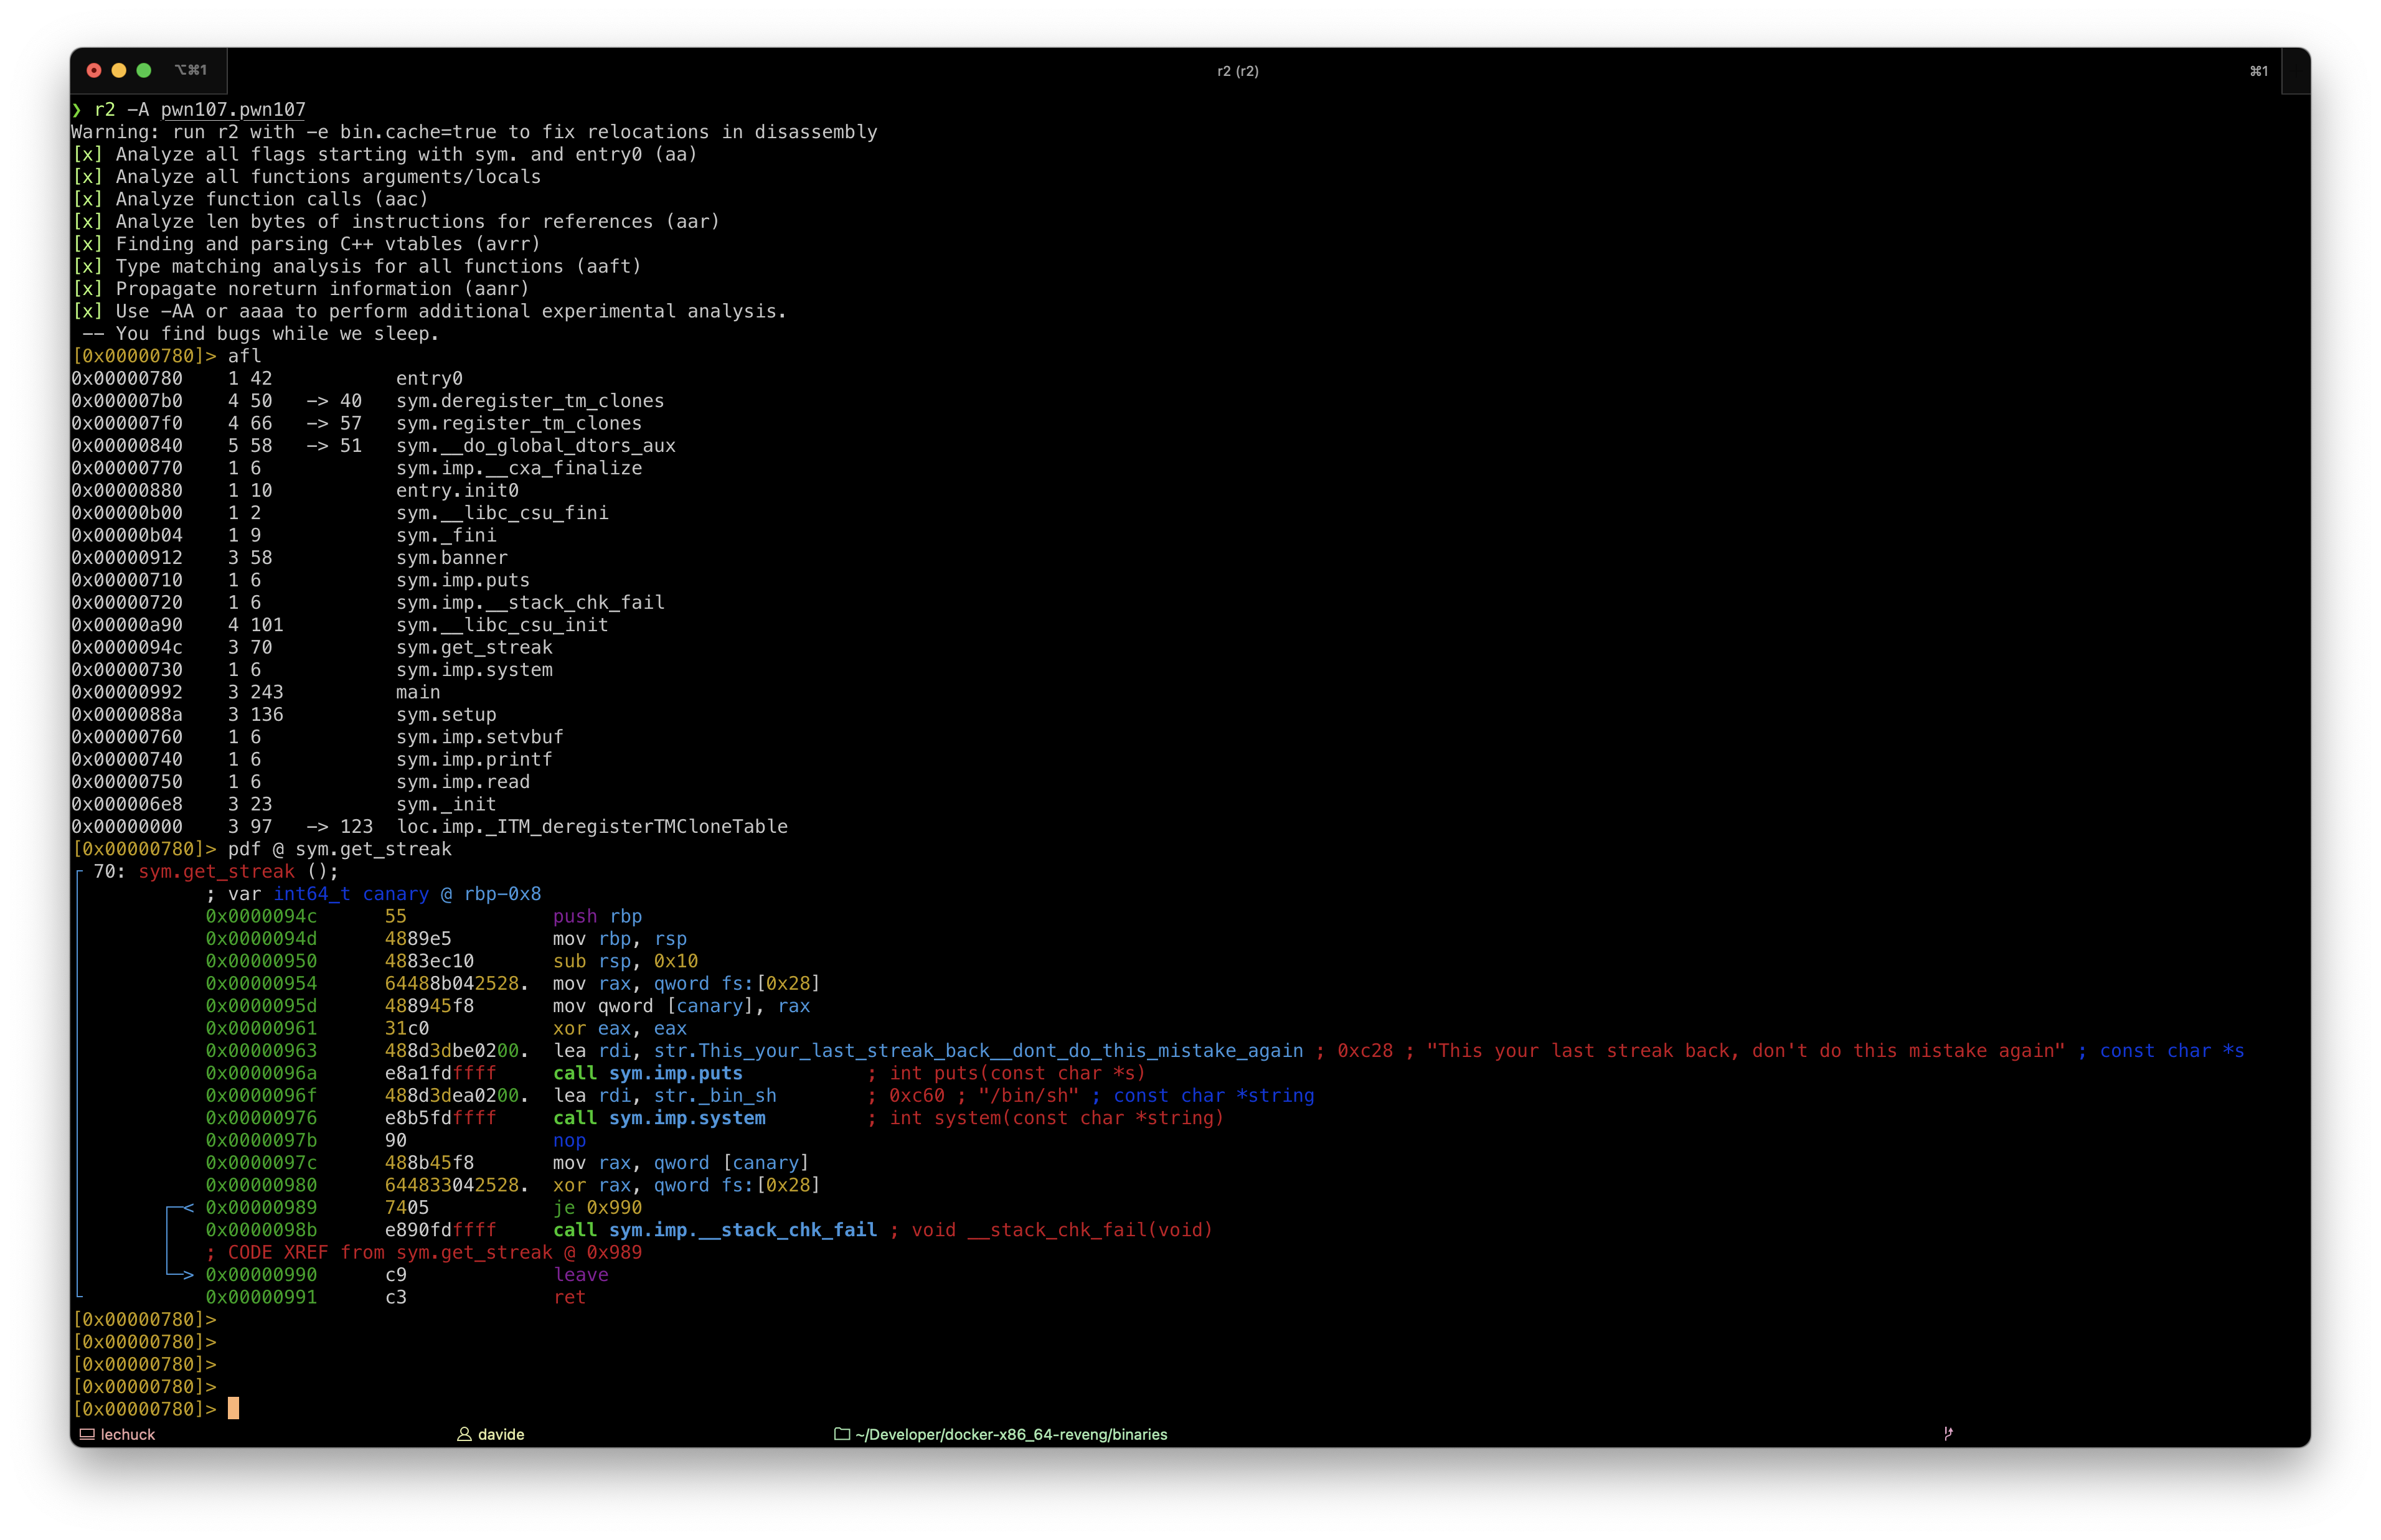 ⌥⌘1 r2 (r2) ⌘1
❯ r2 -A pwn107.pwn107
Warning: run r2 with -e bin.cache=true to fix relocations in disassembly
[x] Analyze all flags starting with sym. and entry0 (aa)
[x] Analyze all functions arguments/locals
[x] Analyze function calls (aac)
[x] Analyze len bytes of instructions for references (aar)
[x] Finding and parsing C++ vtables (avrr)
[x] Type matching analysis for all functions (aaft)
[x] Propagate noreturn information (aanr)
[x] Use -AA or aaaa to perform additional experimental analysis.
 -- You find bugs while we sleep.
[0x00000780]> afl
0x00000780    1 42           entry0
0x000007b0    4 50   -> 40   sym.deregister_tm_clones
0x000007f0    4 66   -> 57   sym.register_tm_clones
0x00000840    5 58   -> 51   sym.__do_global_dtors_aux
0x00000770    1 6            sym.imp.__cxa_finalize
0x00000880    1 10           entry.init0
0x00000b00    1 2            sym.__libc_csu_fini
0x00000b04    1 9            sym._fini
0x00000912    3 58           sym.banner
0x00000710    1 6            sym.imp.puts
0x00000720    1 6            sym.imp.__stack_chk_fail
0x00000a90    4 101          sym.__libc_csu_init
0x0000094c    3 70           sym.get_streak
0x00000730    1 6            sym.imp.system
0x00000992    3 243          main
0x0000088a    3 136          sym.setup
0x00000760    1 6            sym.imp.setvbuf
0x00000740    1 6            sym.imp.printf
0x00000750    1 6            sym.imp.read
0x000006e8    3 23           sym._init
0x00000000    3 97   -> 123  loc.imp._ITM_deregisterTMCloneTable
[0x00000780]> pdf @ sym.get_streak
┌ 70: sym.get_streak ();
│           ; var int64_t canary @ rbp-0x8
│           0x0000094c      55             push rbp
│           0x0000094d      4889e5         mov rbp, rsp
│           0x00000950      4883ec10       sub rsp, 0x10
│           0x00000954      64488b042528.  mov rax, qword fs:[0x28]
│           0x0000095d      488945f8       mov qword [canary], rax
│           0x00000961      31c0           xor eax, eax
│           0x00000963      488d3dbe0200.  lea rdi, str.This_your_last_streak_back__dont_do_this_mistake_again ; 0xc28 ; "This your last streak back, don't do this mistake again" ; const char *s
│           0x0000096a      e8a1fdffff     call sym.imp.puts           ; int puts(const char *s)
│           0x0000096f      488d3dea0200.  lea rdi, str._bin_sh        ; 0xc60 ; "/bin/sh" ; const char *string
│           0x00000976      e8b5fdffff     call sym.imp.system         ; int system(const char *string)
│           0x0000097b      90             nop
│           0x0000097c      488b45f8       mov rax, qword [canary]
│           0x00000980      644833042528.  xor rax, qword fs:[0x28]
│       ┌─< 0x00000989      7405           je 0x990
│       │   0x0000098b      e890fdffff     call sym.imp.__stack_chk_fail ; void __stack_chk_fail(void)
│       │   ; CODE XREF from sym.get_streak @ 0x989
│       └─> 0x00000990      c9             leave
└           0x00000991      c3             ret
[0x00000780]>
[0x00000780]>
[0x00000780]>
[0x00000780]>
[0x00000780]>
lechuck davide ~/Developer/docker-x86_64-reveng/binaries